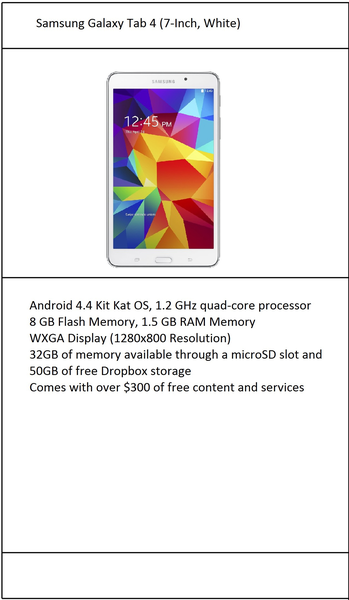 Samsung Galaxy Tab 4 (7-Inch, White)
SAMSUNG
12:45 PM
Android 4.4 Kit Kat OS, 1.2 GHz quad-core processor
8 GB Flash Memory, 1.5 GB RAM Memory
WXGA Display (1280x800 Resolution)
32GB of memory available through a microSD slot and
50GB of free Dropbox storage
Comes with over $300 of free content and services